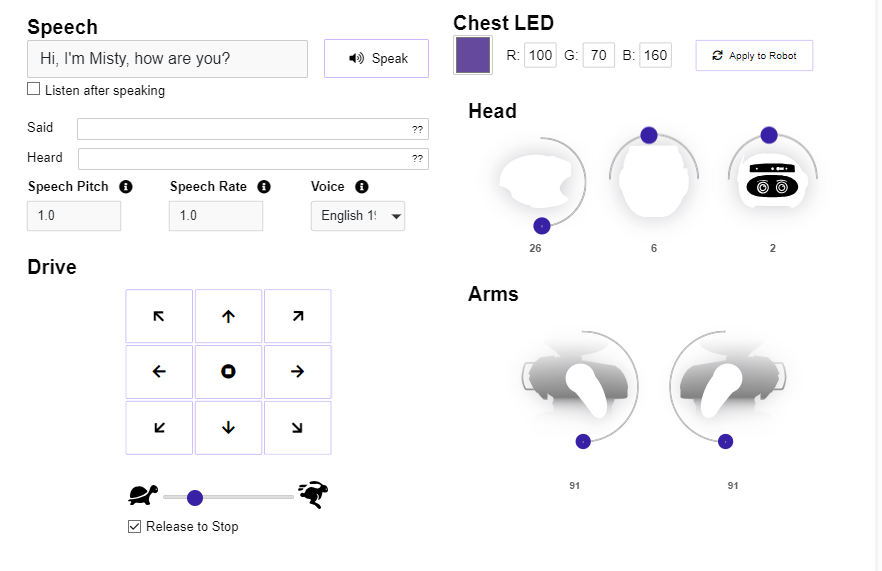 Speech
Hi, I'm Misty, how are you?
Speak
Listen after speaking
Said
??
Heard
??
Speech Pitch
Speech Rate
Voice
1.0
1.0
English
Drive
Release to Stop
Chest LED
R: 100 G: 70 B: 160
Apply to Robot
Head
26
6
2
Arms
91
91